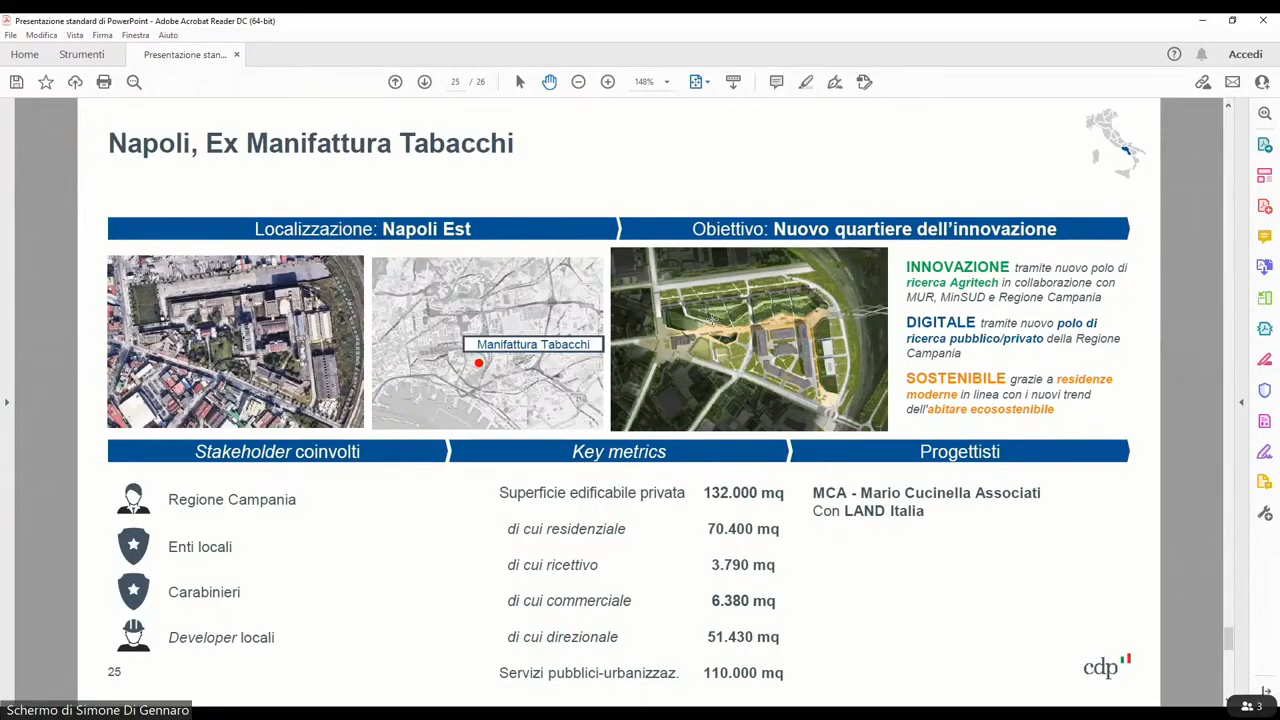 Presentazione standard di PowerPoint - Adobe Acrobat Reader DC (64-bit)
File Modifica Vista Firma Finestra Aiuto
Home Strumenti Presentazione stan... × Accedi
25 / 26 148%
Napoli, Ex Manifattura Tabacchi
Localizzazione: Napoli Est
Obiettivo: Nuovo quartiere dell'innovazione
Manifattura Tabacchi
INNOVAZIONE tramite nuovo polo di
ricerca Agritech in collaborazione con
MUR, MinSUD e Regione Campania
DIGITALE tramite nuovo polo di
ricerca pubblico/privato della Regione
Campania
SOSTENIBILE grazie a residenze
moderne in linea con i nuovi trend
dell'abitare ecosostenibile
Stakeholder coinvolti
Regione Campania
Enti locali
Carabinieri
Developer locali
Key metrics
Superficie edificabile privata 132.000 mq
di cui residenziale 70.400 mq
di cui ricettivo 3.790 mq
di cui commerciale 6.380 mq
di cui direzionale 51.430 mq
Servizi pubblici-urbanizzaz. 110.000 mq
Progettisti
MCA - Mario Cucinella Associati
Con LAND Italia
25
cdp
Schermo di Simone Di Gennaro
3